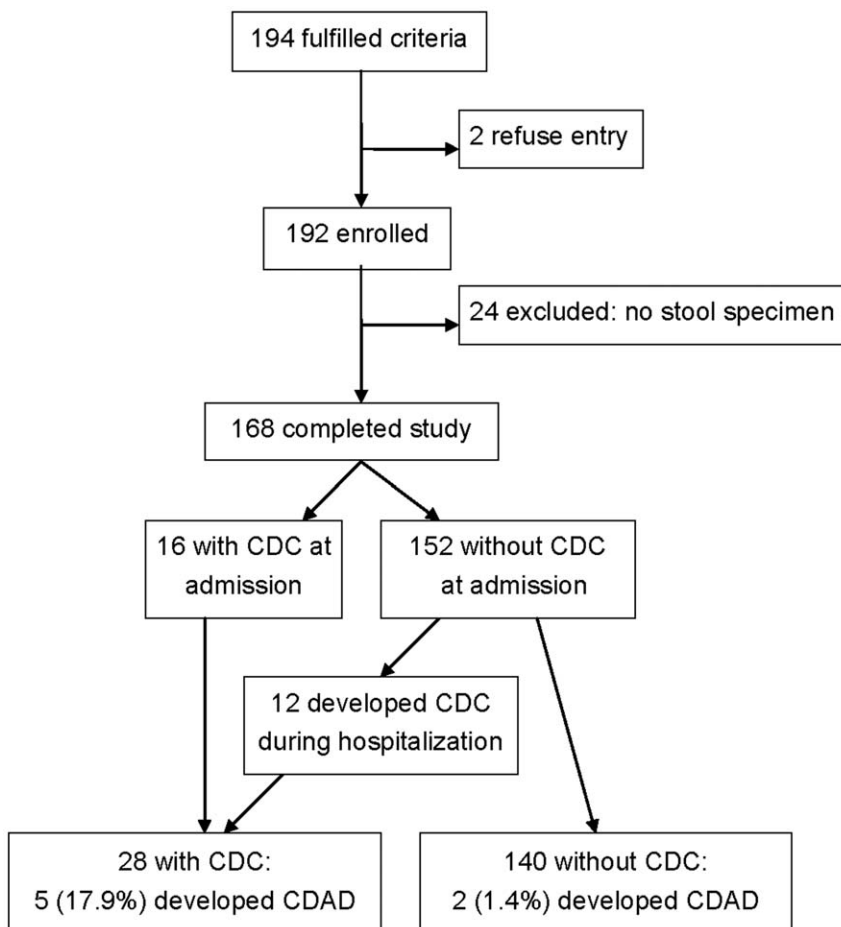 194 fulfilled criteria
2 refuse entry
192 enrolled
24 excluded: no stool specimen
168 completed study
16 with CDC at
admission
152 without CDC
at admission
12 developed CDC
during hospitalization
28 with CDC:
5 (17.9%) developed CDAD
140 without CDC:
2 (1.4%) developed CDAD